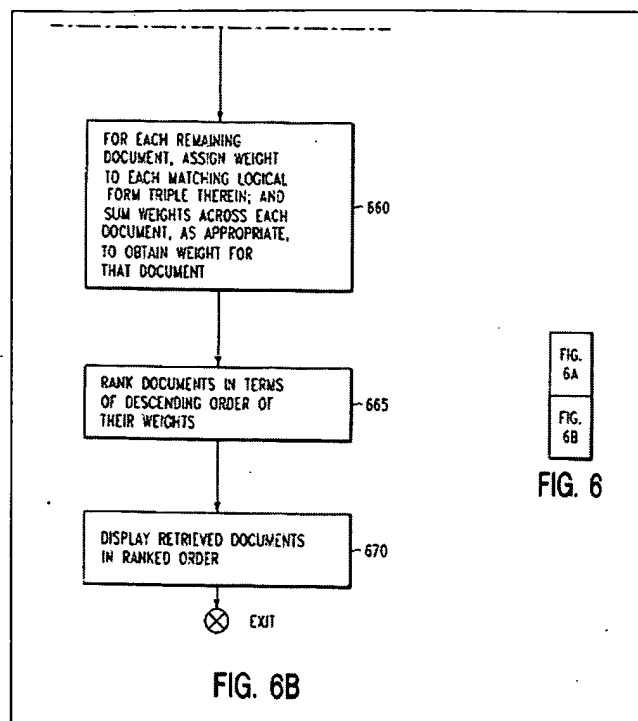 FOR EACH REMAINING
DOCUMENT, ASSIGN WEIGHT
TO EACH MATCHING LOGICAL
FORM TRIPLE THEREIN; AND
SUM WEIGHTS ACROSS EACH
DOCUMENT, AS APPROPRIATE,
TO OBTAIN WEIGHT FOR
THAT DOCUMENT
660
RANK DOCUMENTS IN TERMS
OF DESCENDING ORDER OF
THEIR WEIGHTS
665
DISPLAY RETRIEVED DOCUMENTS
IN RANKED ORDER
670
EXIT
FIG. 6B
FIG.
6A
FIG.
6B
FIG. 6